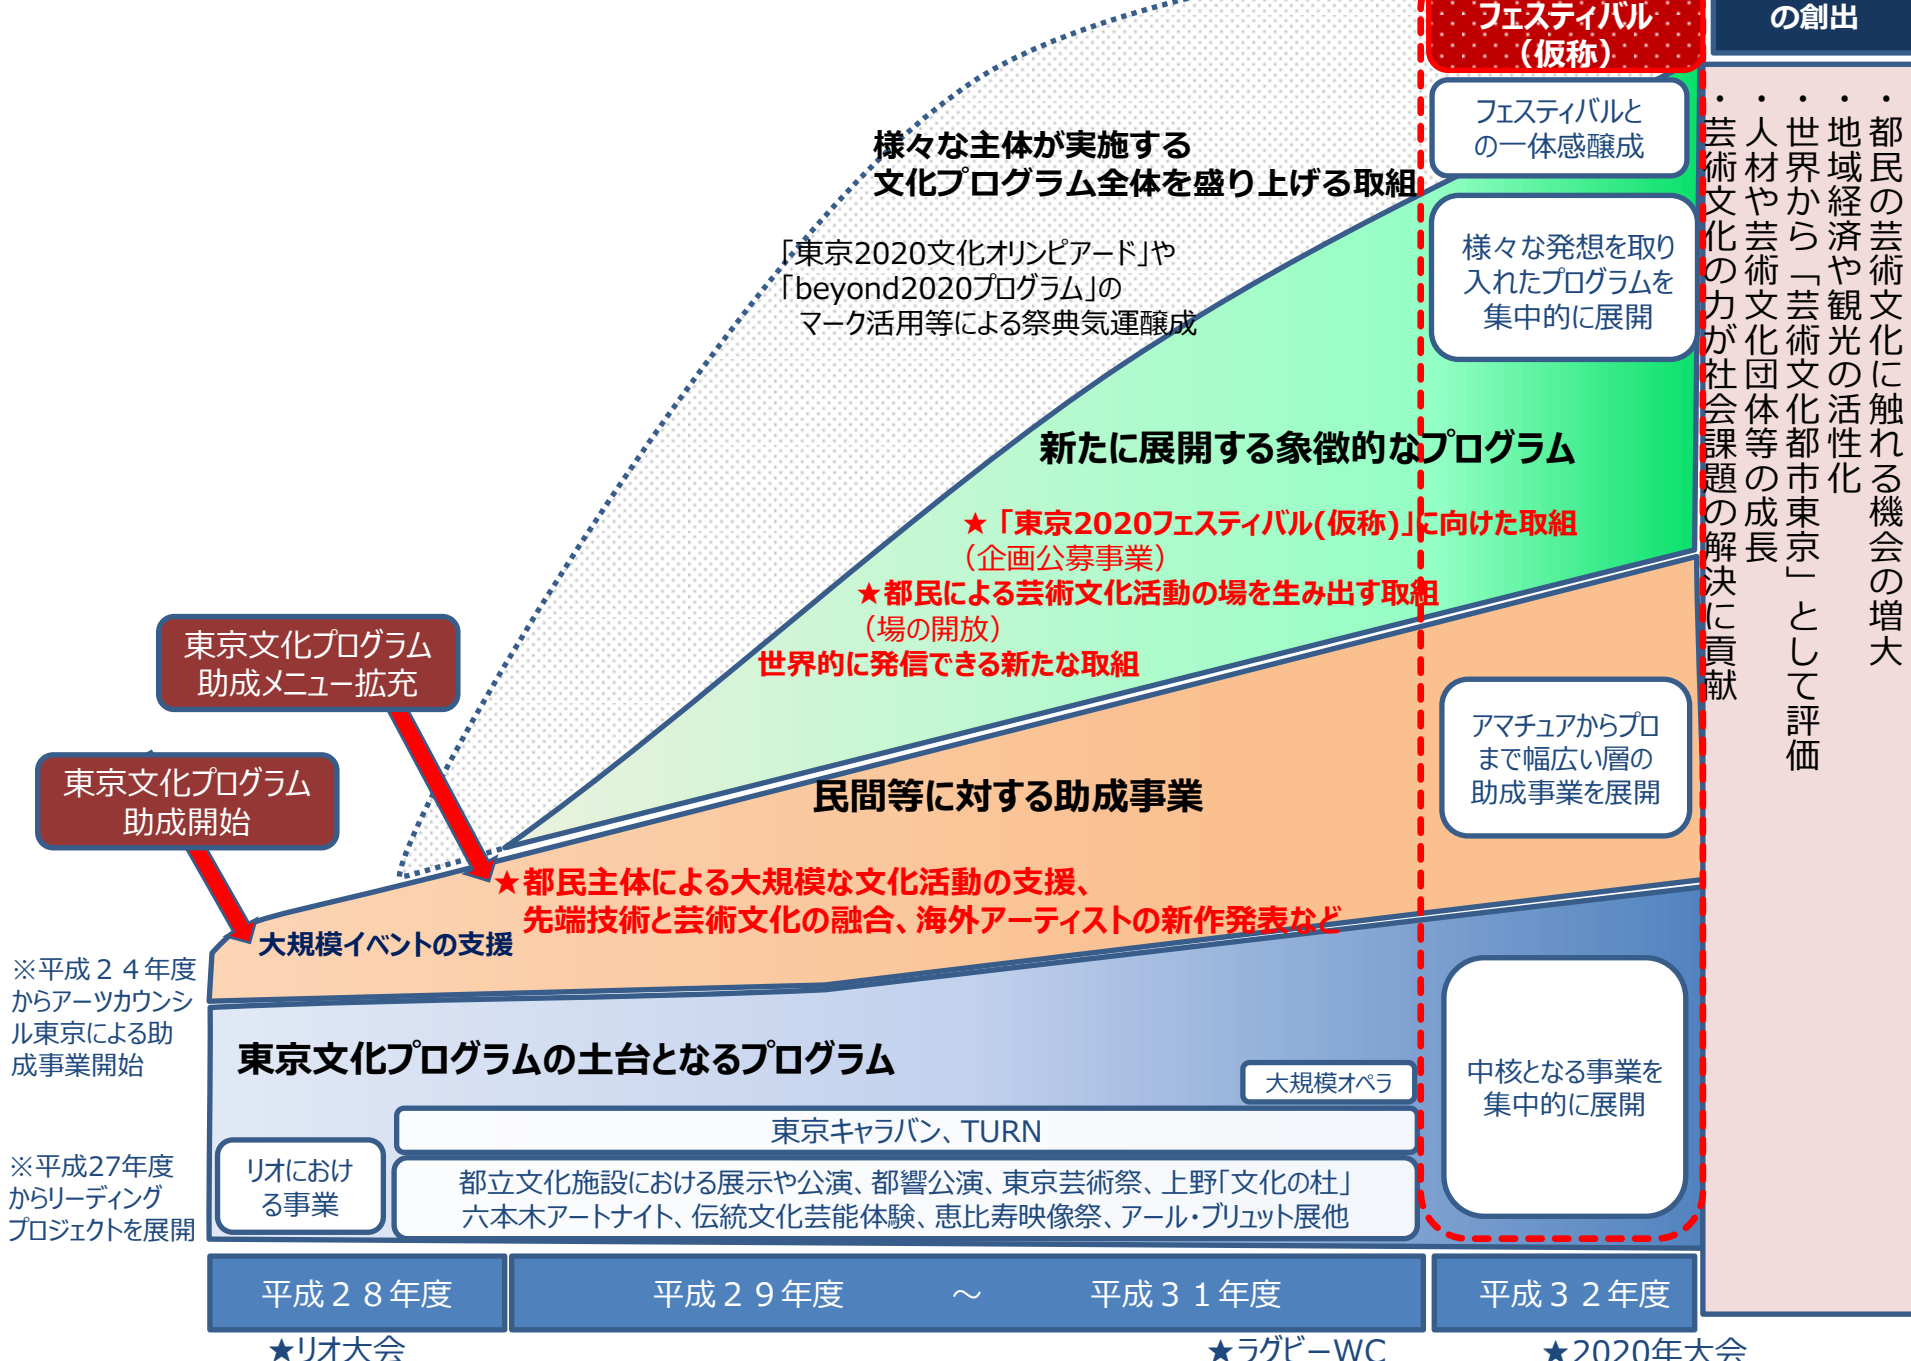 フェスティバル
（仮称）
の創出
フェスティバルと
の一体感醸成
様々な主体が実施する
文化プログラム全体を盛り上げる取組
「東京2020文化オリンピアード」や
「beyond2020プログラム」の
マーク活用等による祭典気運醸成
様々な発想を取り
入れたプログラムを
集中的に展開
・都民の芸術文化に触れる機会の増大
・地域経済や観光の活性化
・世界から「芸術文化都市東京」として評価
・人材や芸術文化団体等の成長
・芸術文化の力が社会課題の解決に貢献
新たに展開する象徴的なプログラム
★「東京2020フェスティバル(仮称)」に向けた取組
（企画公募事業）
★都民による芸術文化活動の場を生み出す取組
（場の開放）
世界的に発信できる新たな取組
東京文化プログラム
助成メニュー拡充
東京文化プログラム
助成開始
民間等に対する助成事業
アマチュアからプロ
まで幅広い層の
助成事業を展開
★都民主体による大規模な文化活動の支援、
先端技術と芸術文化の融合、海外アーティストの新作発表など
大規模イベントの支援
※平成２４年度
からアーツカウンシ
ル東京による助
成事業開始
東京文化プログラムの土台となるプログラム
大規模オペラ
中核となる事業を
集中的に展開
東京キャラバン、TURN
※平成27年度
からリーディング
プロジェクトを展開
リオにおけ
る事業
都立文化施設における展示や公演、都響公演、東京芸術祭、上野「文化の杜」
六本木アートナイト、伝統文化芸能体験、恵比寿映像祭、アール・ブリュット展他
平成２８年度
平成２９年度　～　平成３１年度
平成３２年度
★リオ大会
★ラグビーWC
★2020年大会